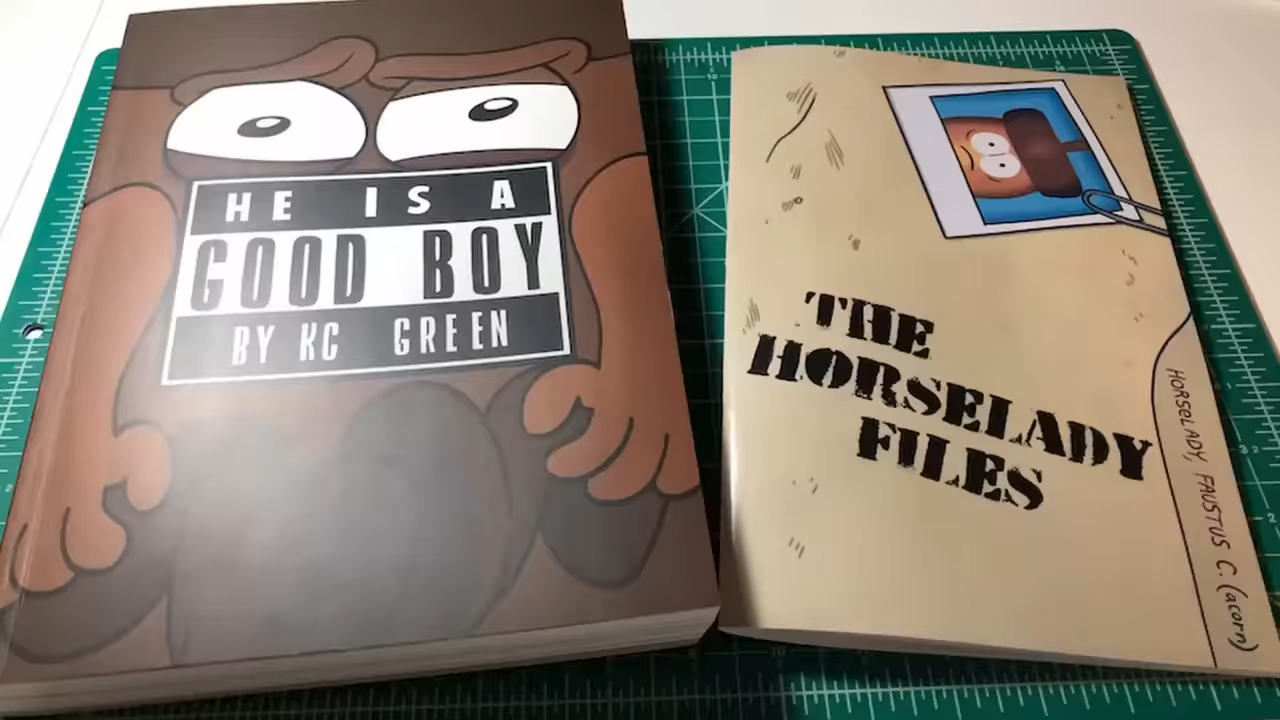 HE IS A
GOOD BOY
BY KC GREEN
THE
HORSELADY
FILES
HORSELADY, FAUSTUS C. (acorn)